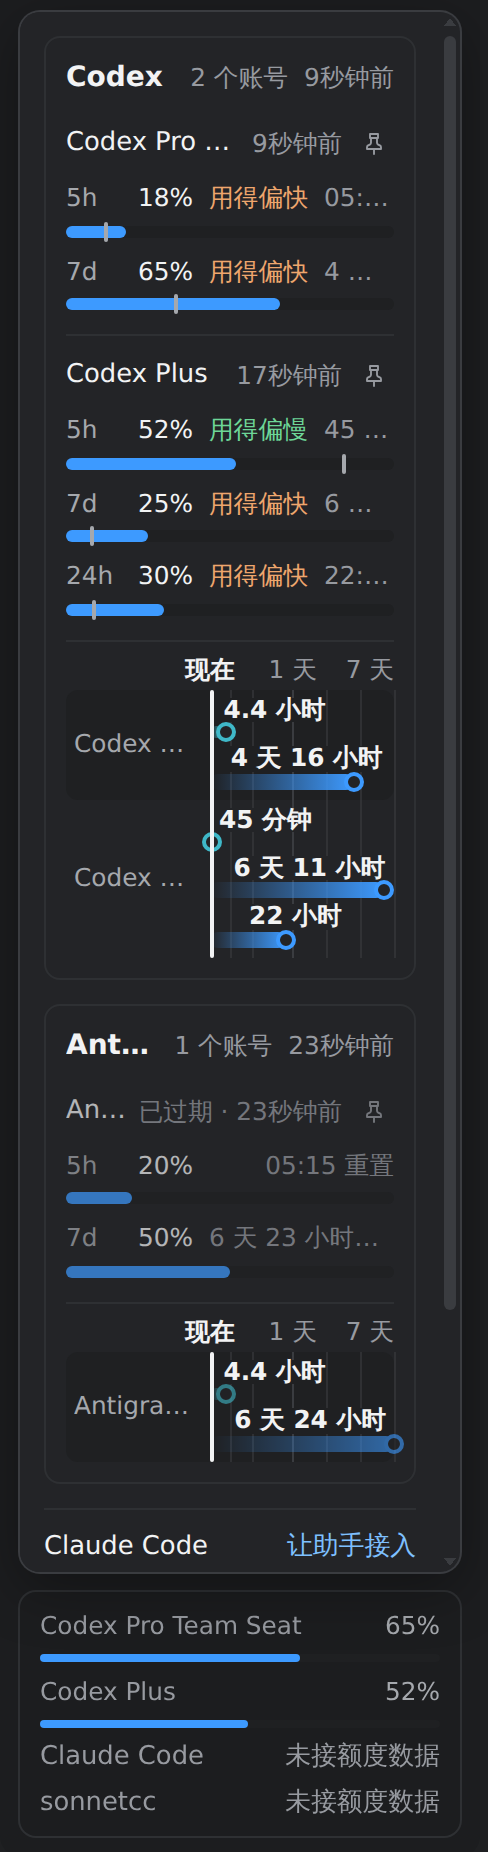 Codex 2 个账号 9秒钟前
Codex Pro … 9秒钟前
5h 18% 用得偏快 05:…
7d 65% 用得偏快 4 …
Codex Plus 17秒钟前
5h 52% 用得偏慢 45 …
7d 25% 用得偏快 6 …
24h 30% 用得偏快 22:…
现在 1 天 7 天
4.4 小时
Codex …
4 天 16 小时
45 分钟
Codex …
6 天 11 小时
22 小时
Ant… 1 个账号 23秒钟前
An… 已过期 · 23秒钟前
5h 20% 05:15 重置
7d 50% 6 天 23 小时…
现在 1 天 7 天
4.4 小时
Antigra…
6 天 24 小时
Claude Code 让助手接入
Codex Pro Team Seat 65%
Codex Plus 52%
Claude Code 未接额度数据
sonnetcc 未接额度数据